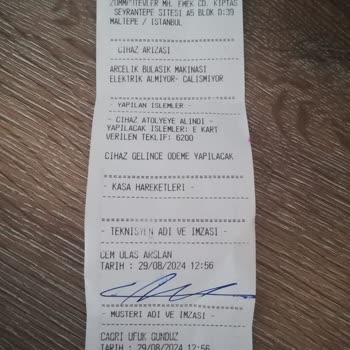 ZÜMRÜTEVLER MH. EMEK CD. KIPTAS
SEYRANTEPE SITESI A5 BLOK D:39
MALTEPE / ISTANBUL
CIHAZ ARIZASI
ARCELIK BULASIK MAKINASI
ELEKTRIK ALMIYOR- CALISMIYOR
- YAPILAN ISLEMLER -
- CIHAZ ATOLYEYE ALINDI -
YAPILACAK ISLEMLER: E KART
VERILEN TEKLIF: 6200
CIHAZ GELINCE ODEME YAPILACAK
- KASA HAREKETLERI -
- TEKNISYEN ADI VE IMZASI -
CEM ULAS ARSLAN
TARIH : 29/08/2024 12:56
- MUSTERI ADI VE IMZASI -
CAGRI UFUK GUNDUZ
TARIH : 29/08/2024 12:56